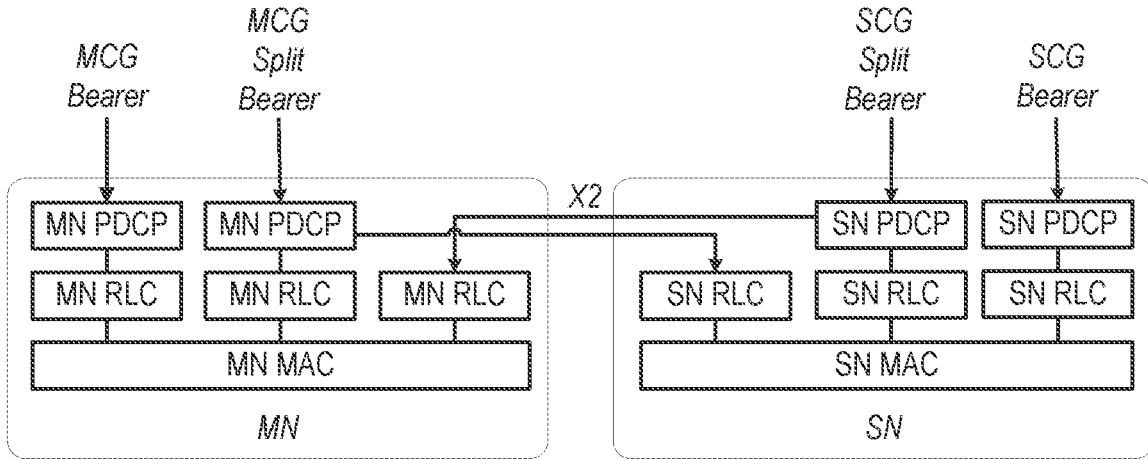 MCG
Bearer
MCG
Split
Bearer
SCG
Split
Bearer
SCG
Bearer
X2
MN PDCP
MN PDCP
SN PDCP
SN PDCP
MN RLC
MN RLC
MN RLC
SN RLC
SN RLC
SN RLC
MN MAC
SN MAC
MN
SN